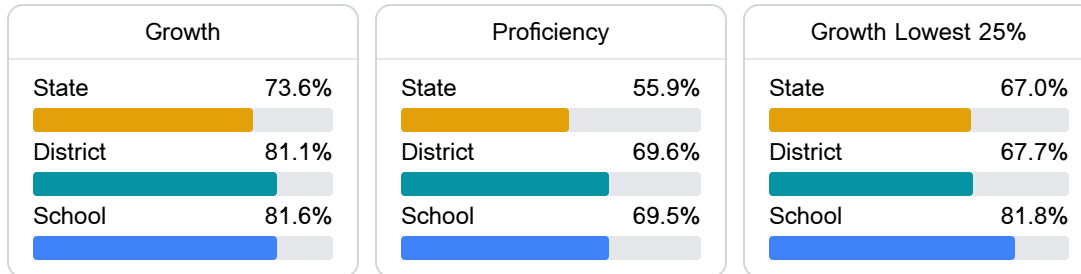 Growth
State 73.6%
District 81.1%
School 81.6%
Proficiency
State 55.9%
District 69.6%
School 69.5%
Growth Lowest 25%
State 67.0%
District 67.7%
School 81.8%